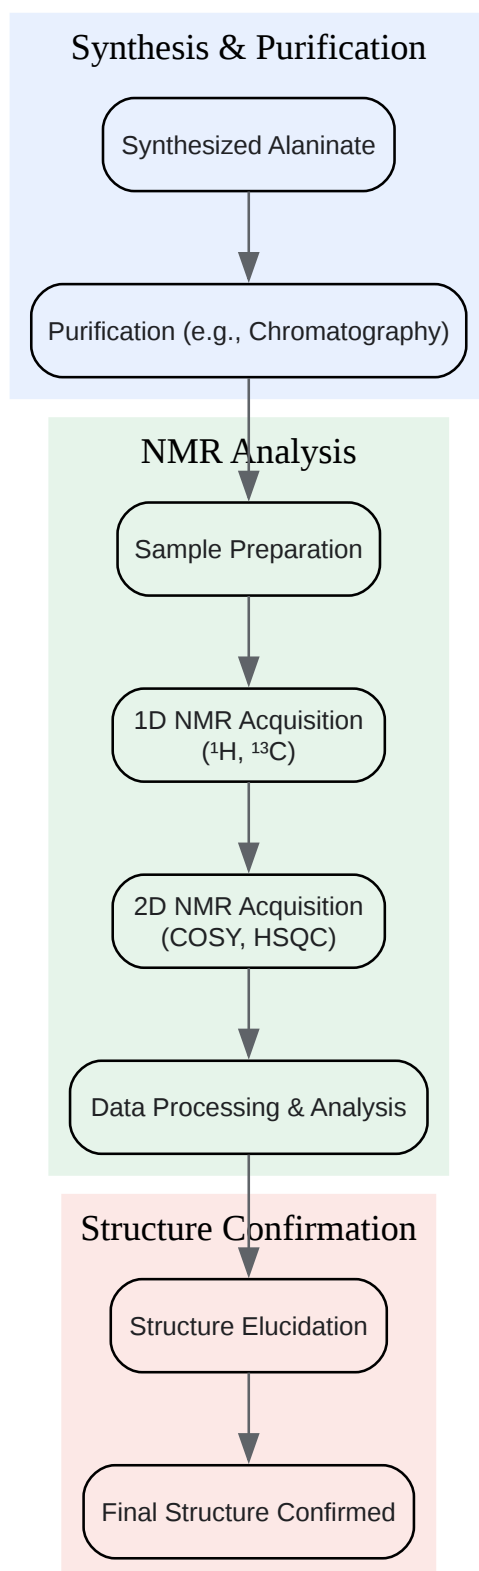 Synthesis & Purification
Synthesized Alaninate
Purification (e.g., Chromatography)
NMR Analysis
Sample Preparation
1D NMR Acquisition
(¹H, ¹³C)
2D NMR Acquisition
(COSY, HSQC)
Data Processing & Analysis
Structure Confirmation
Structure Elucidation
Final Structure Confirmed